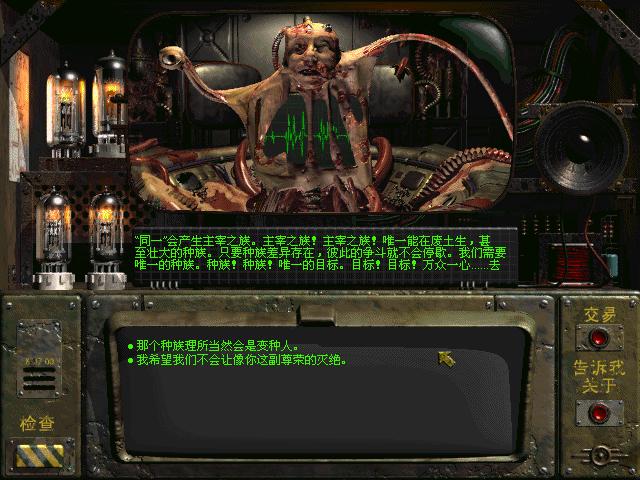 “同一”会产生主宰之族。主宰之族！主宰之族！唯一能在废土生，甚
至壮大的种族。只要种族差异存在，彼此的争斗就不会停歇。我们需要
唯一的种族。种族！种族！唯一的目标。目标！目标！万众一心……去
交易
●那个种族理所当然会是变种人。
●我希望我们不会让像你这副尊荣的灭绝。
告诉我
关于
检查